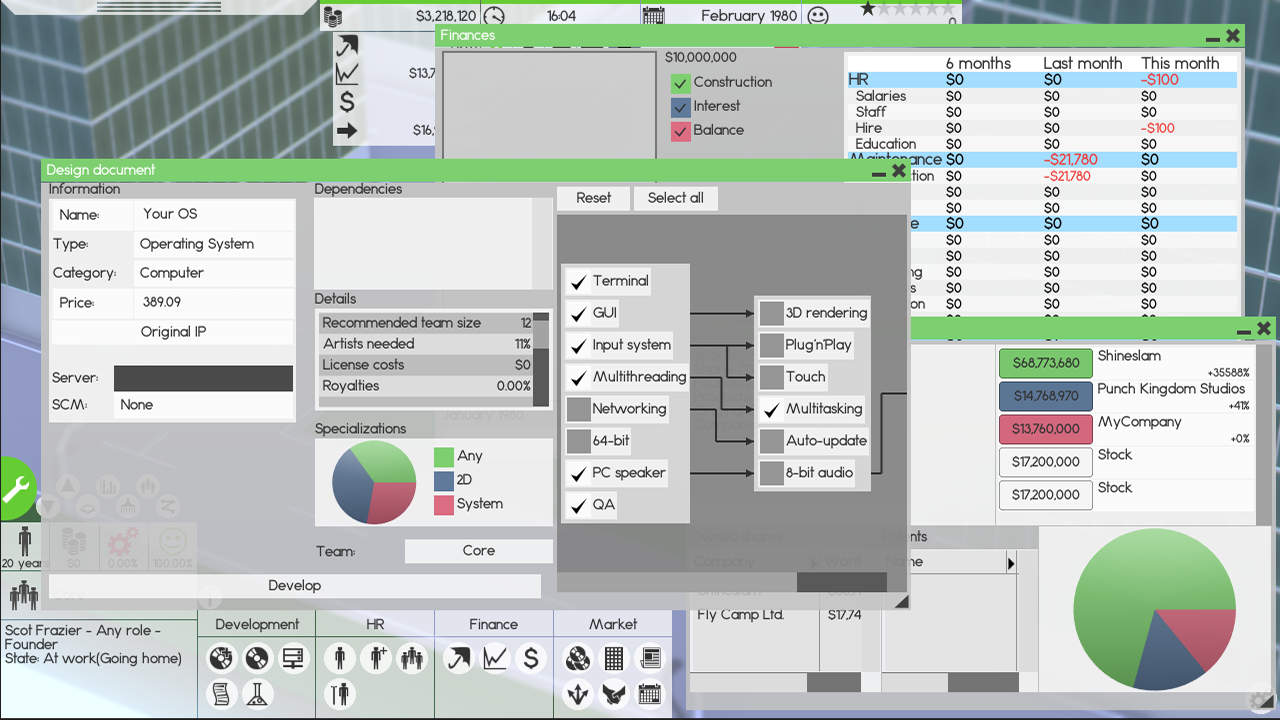 $3,218,120
16:04
February 1980
0
Finances
$10,000,000
Construction
Interest
Balance
6 months Last month This month
HR $0 $0 -$100
Salaries $0 $0 $0
Staff $0 $0 $0
Hire $0 $0 -$100
Education $0 $0 $0
Maintenance $0 -$21,780 $0
tion $0 -$21,780 $0
$0 $0 $0
$0 $0 $0
e $0 $0 $0
$0 $0 $0
$0 $0 $0
ng $0 $0 $0
s $0 $0 $0
on $0 $0 $0
$13,7
$16,
Design document
Information
Name: Your OS
Type: Operating System
Category: Computer
Price: 389.09
Original IP
Server:
SCM: None
Dependencies
Details
Recommended team size 12
Artists needed 11%
License costs $0
Royalties 0.00%
January 1980
Specializations
Any
2D
System
Team: Core
Develop
Reset Select all
Terminal
GUI
Input system
Multithreading
Networking
64-bit
PC speaker
QA
3D rendering
Plug'n'Play
Touch
Multitasking
Auto-update
8-bit audio
$68,773,680 Shineslam
+35588%
$14,768,970 Punch Kingdom Studios
+41%
$13,760,000 MyCompany
+0%
$17,200,000 Stock
$17,200,000 Stock
Owned shares
Company Worth
Shineslam
Fly Camp Ltd. $17,74
Patents
Name
20 years
$0 0.00% 100.00%
Core
Scot Frazier - Any role -
Founder
State: At work(Going home)
Development HR Finance Market